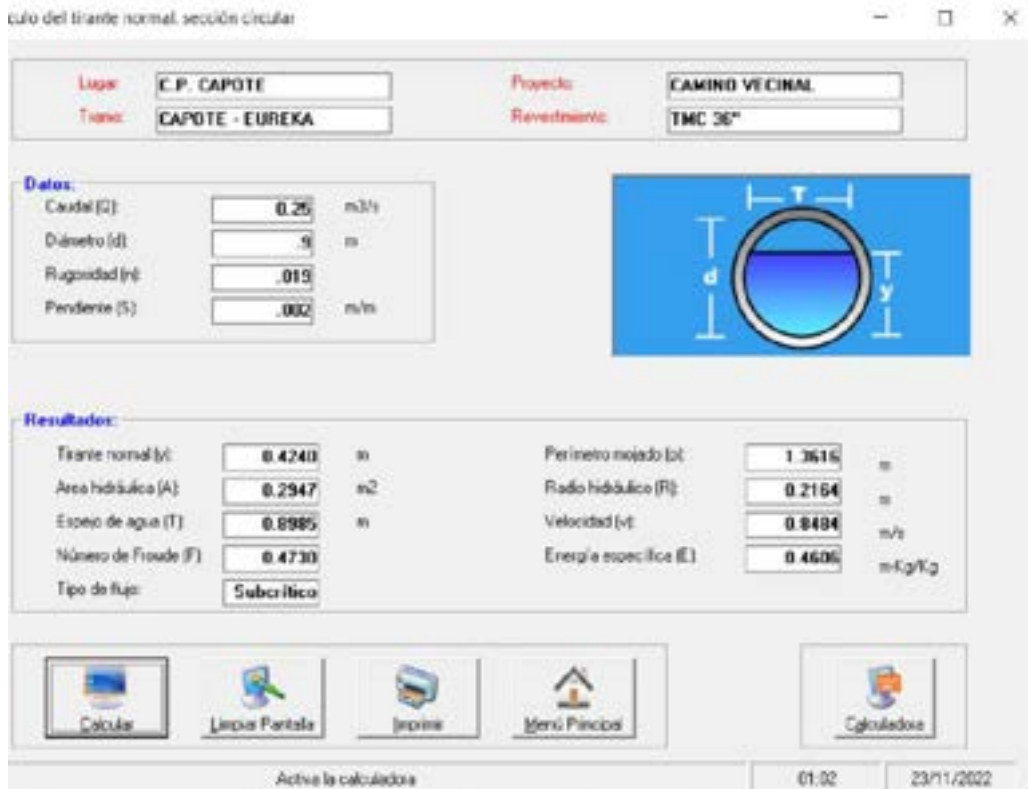 culo del tirante normal, sección circular
Lugar: C.P. CAPOTE
Proyecto: CAMINO VECINAL
Tramo: CAPOTE - EUREKA
Revestimiento: TMC 36"
Datos:
Caudal (Q): 0.25 m3/s
Diámetro (d): .9 m
Rugosidad (n): .019
Pendiente (S): .002 m/m
T
d
y
Resultados:
Tirante normal (y): 0.4240 m
Perímetro mojado (p): 1.3616 m
Area hidráulica (A): 0.2947 m2
Radio hidráulico (R): 0.2164 m
Espejo de agua (T): 0.8985 m
Velocidad (v): 0.8484 m/s
Número de Froude (F): 0.4730
Energía específica (E): 0.4606 m-Kg/Kg
Tipo de flujo: Subcrítico
Calcular
Limpiar Pantalla
Imprimir
Menú Principal
Calculadora
Activa la calculadora
01:02
23/11/2022